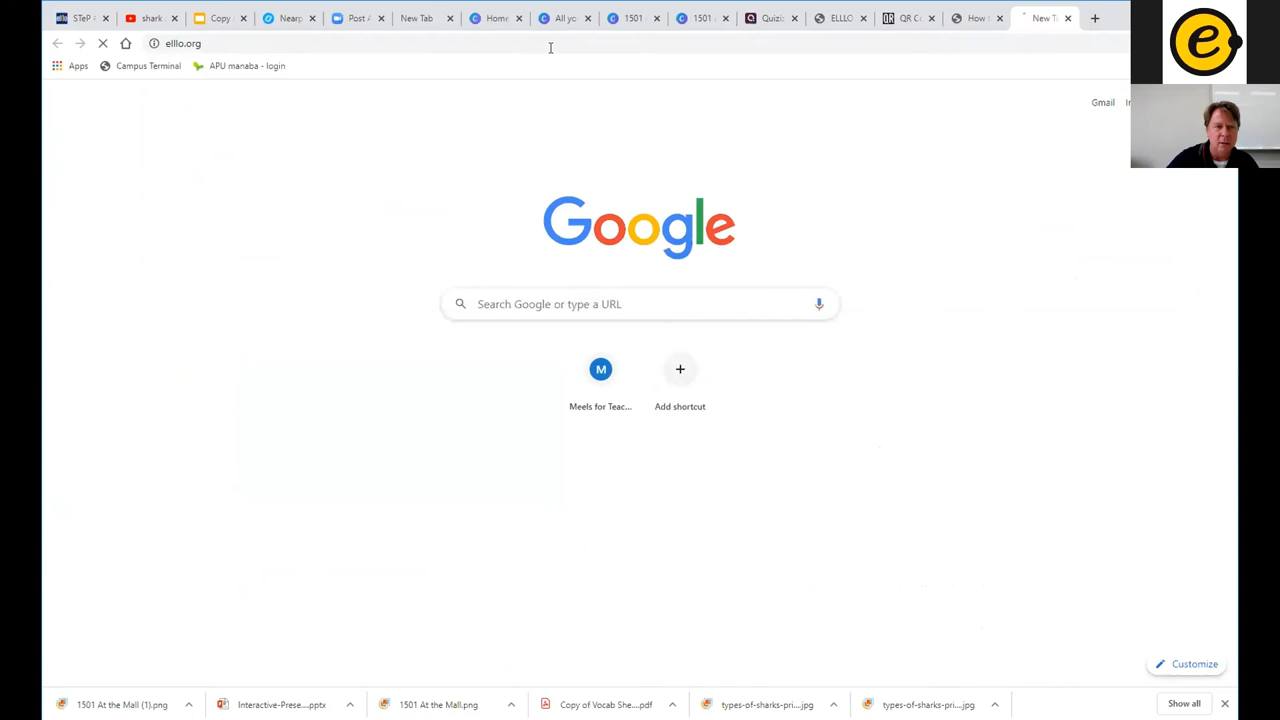 STeP A
shark
Copy
Nearp
Post A
New Tab
Home
All yo
1501
1501
Quizi
ELLLO
QR Co
How
New Ta
elllo.org
Apps
Campus Terminal
APU manaba - login
e
Gmail
Google
Search Google or type a URL
M
Meels for Teac...
Add shortcut
Customize
1501 At the Mall (1).png
Interactive-Prese....pptx
1501 At the Mall.png
Copy of Vocab She....pdf
types-of-sharks-pri....jpg
types-of-sharks-pri....jpg
Show all